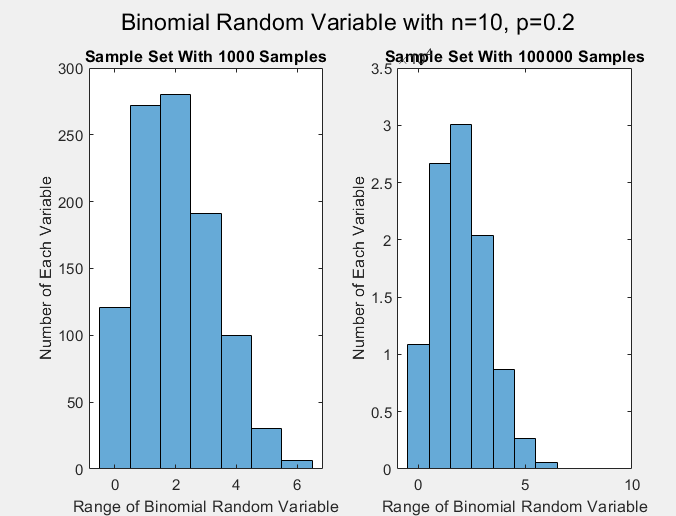 Binomial Random Variable with n=10, p=0.2
Sample Set With 1000 Samples
300
250
200
150
100
50
0
Number of Each Variable
0 2 4 6
Range of Binomial Random Variable
Sample Set With 100000 Samples
3.5
3
2.5
2
1.5
1
0.5
0
Number of Each Variable
0 5 10
Range of Binomial Random Variable